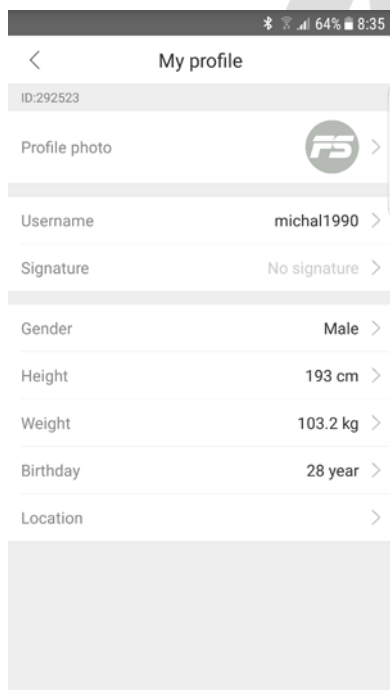 64% 8:35
My profile
ID:292523
Profile photo
FS
Username michal1990
Signature No signature
Gender Male
Height 193 cm
Weight 103.2 kg
Birthday 28 year
Location